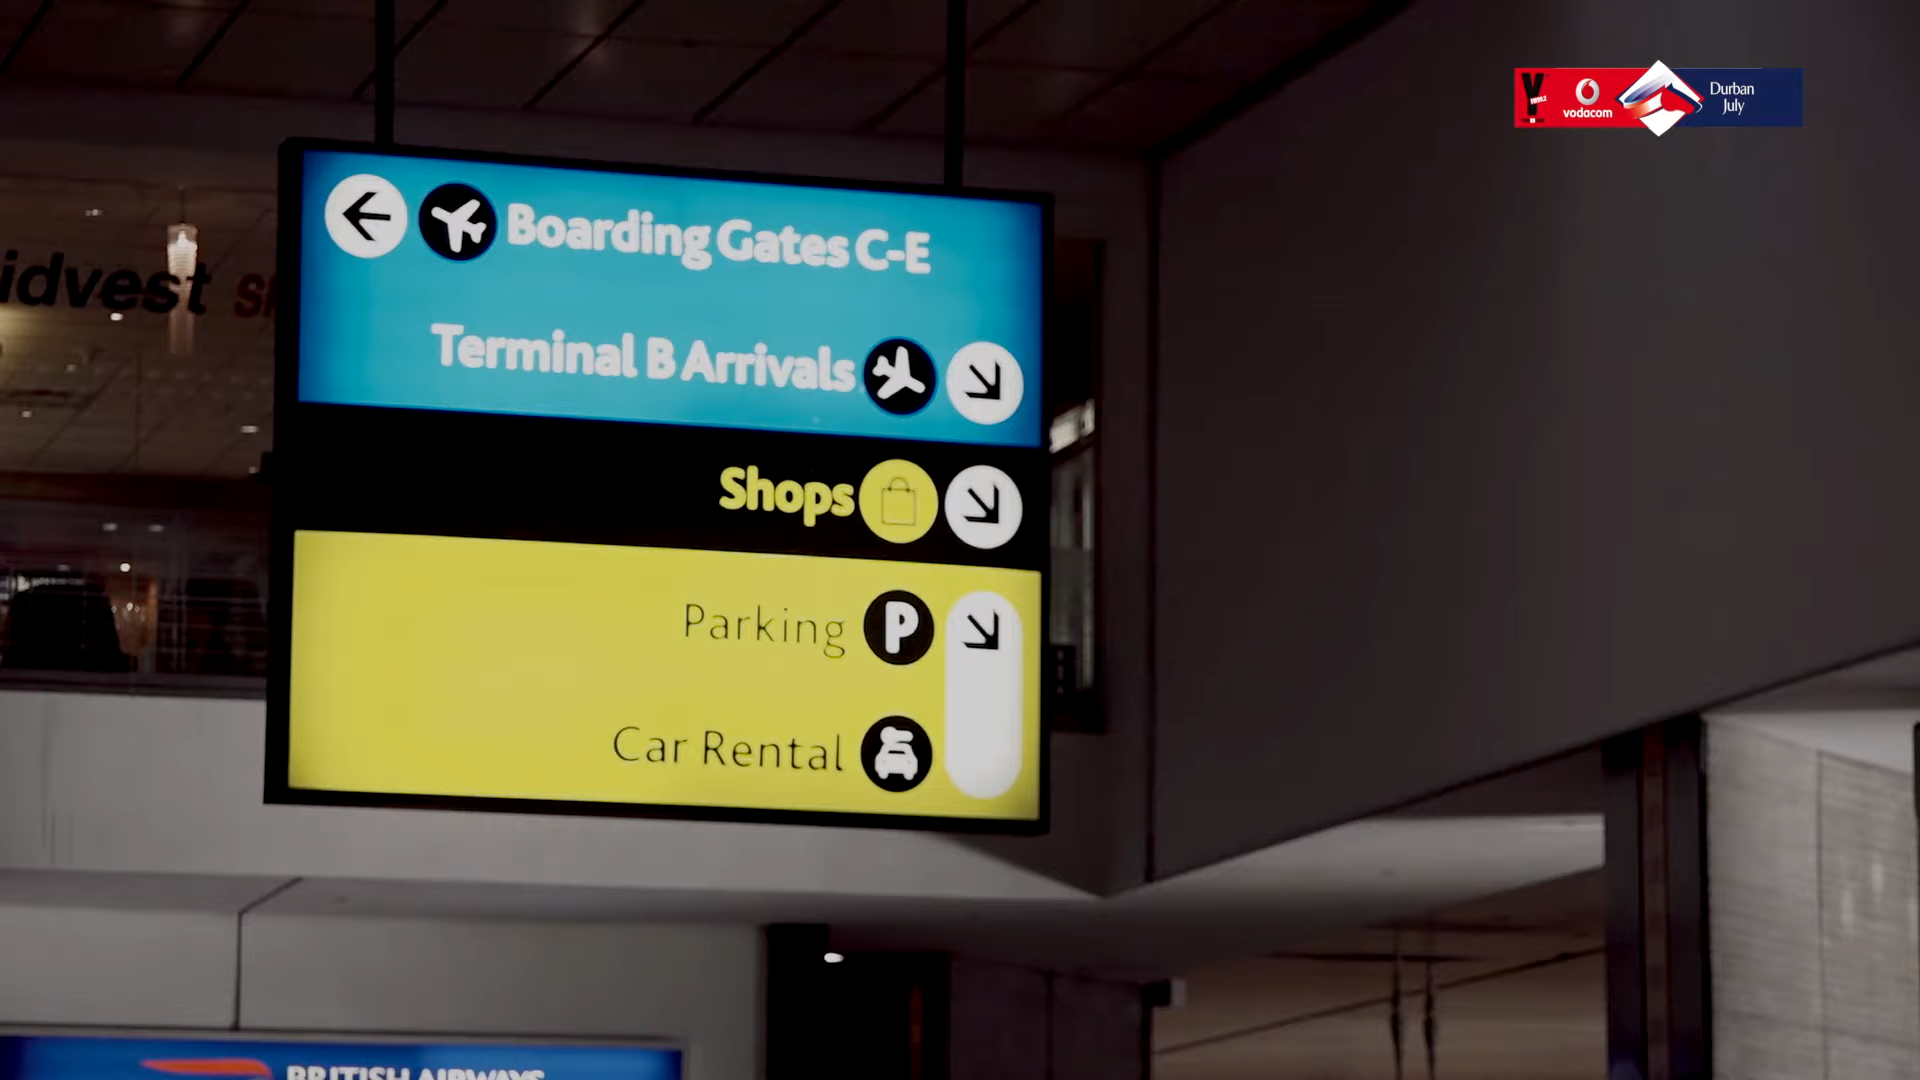 Boarding Gates C-E
Terminal B Arrivals
Shops
Parking
P
Car Rental
idvest
BRITISH AIRWAYS
Y
vodacom
Durban
July